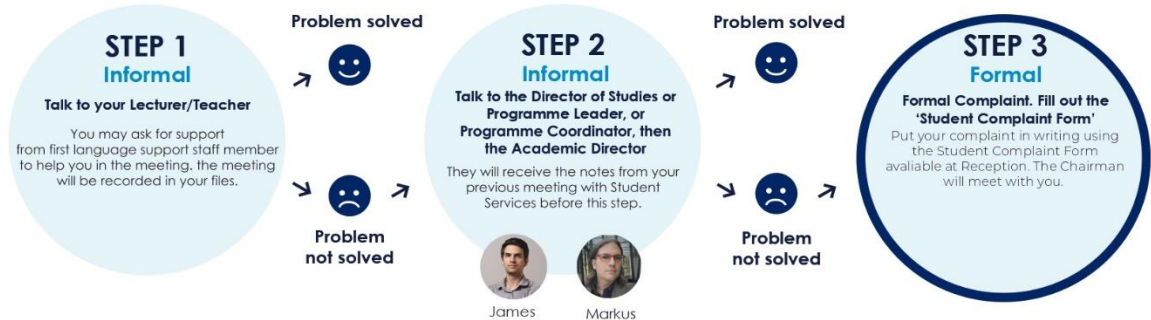 STEP 1
Informal
Talk to your Lecturer/Teacher
You may ask for support
from first language support staff member
to help you in the meeting. the meeting
will be recorded in your files.
Problem solved
Problem
not solved
STEP 2
Informal
Talk to the Director of Studies or
Programme Leader, or
Programme Coordinator, then
the Academic Director
They will receive the notes from your
previous meeting with Student
Services before this step.
James
Markus
Problem solved
Problem
not solved
STEP 3
Formal
Formal Complaint. Fill out the
‘Student Complaint Form’
Put your complaint in writing using
the Student Complaint Form
avaliable at Reception. The Chairman
will meet with you.